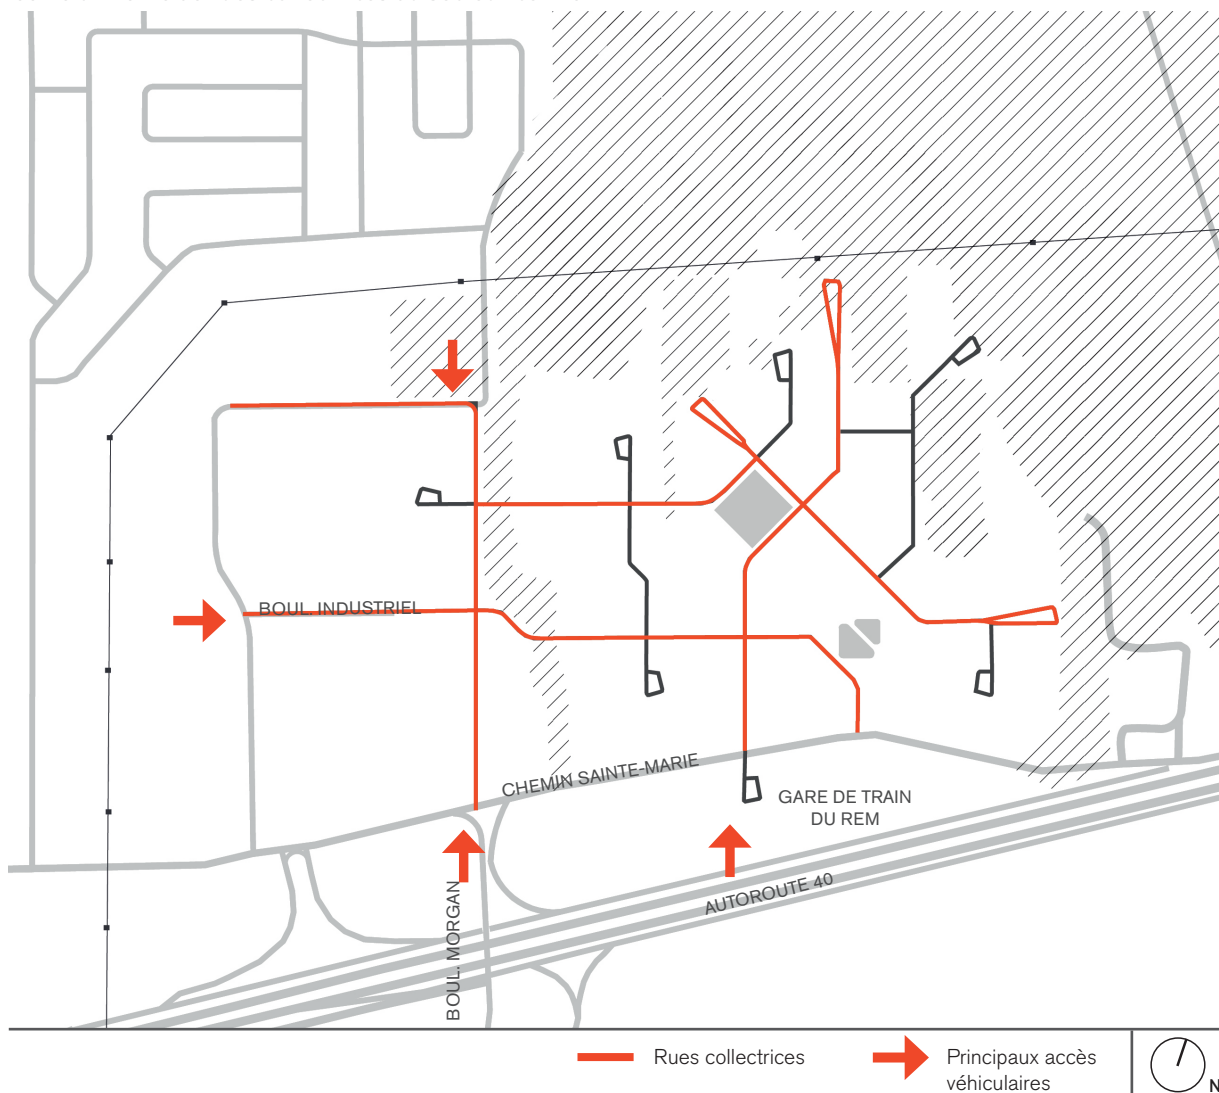 BOUL. INDUSTRIEL
CHEMIN SAINTE-MARIE
GARE DE TRAIN
DU REM
AUTOROUTE 40
BOUL. MORGAN
Rues collectrices
Principaux accès
véhiculaires
N